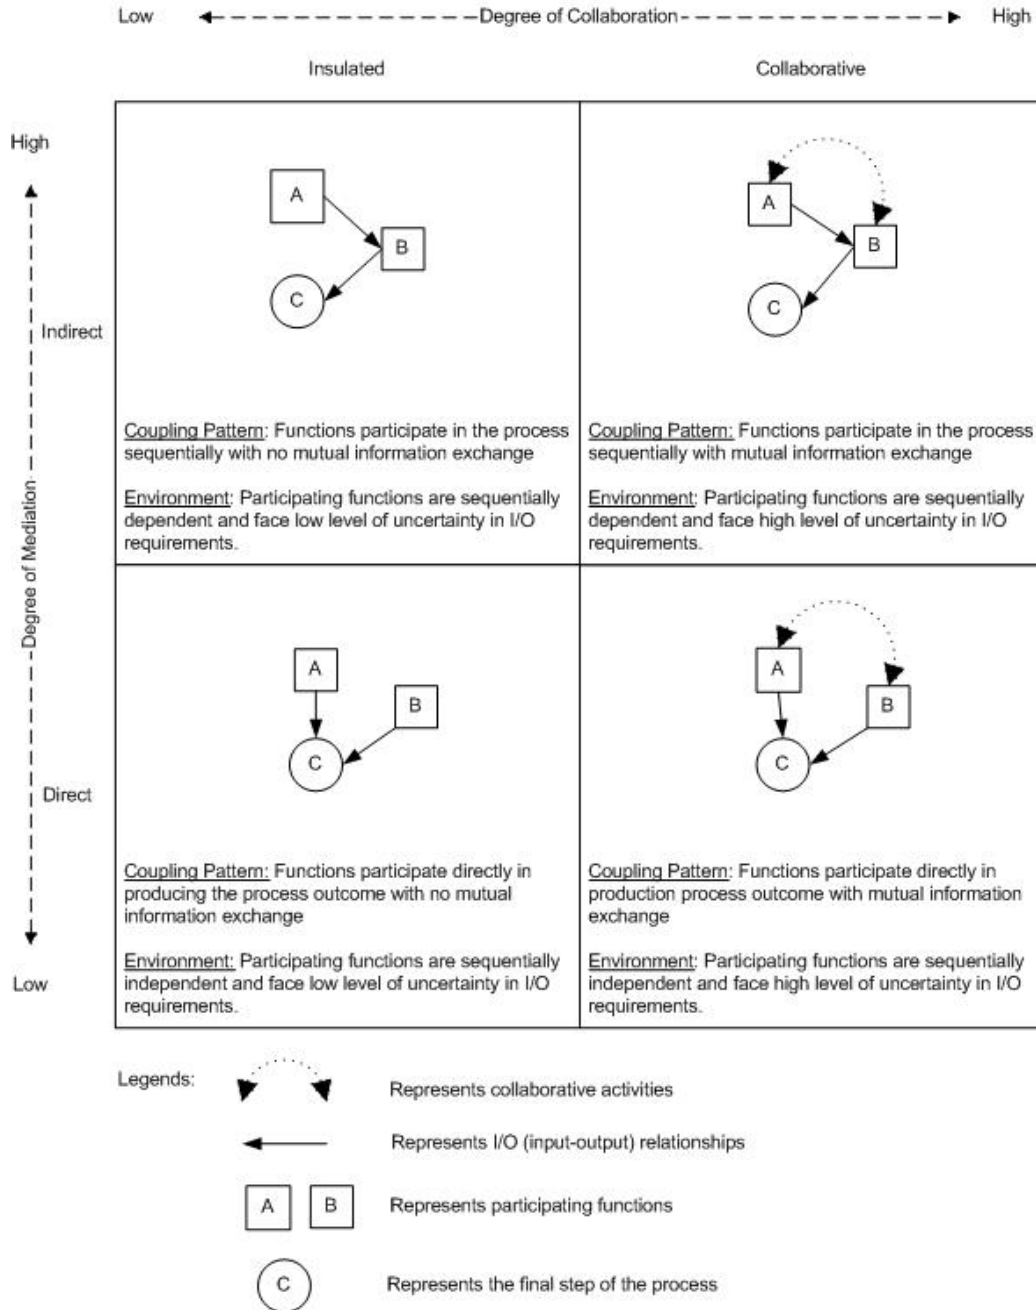 Low Degree of Collaboration High
Insulated Collaborative
High
Indirect
Degree of Mediation
Direct
Low
A
B
C
Coupling Pattern: Functions participate in the process
sequentially with no mutual information exchange
Environment: Participating functions are sequentially
dependent and face low level of uncertainty in I/O
requirements.
A
B
C
Coupling Pattern: Functions participate in the process
sequentially with mutual information exchange
Environment: Participating functions are sequentially
dependent and face high level of uncertainty in I/O
requirements.
A
B
C
Coupling Pattern: Functions participate directly in
producing the process outcome with no mutual
information exchange
Environment: Participating functions are sequentially
independent and face low level of uncertainty in I/O
requirements.
A
B
C
Coupling Pattern: Functions participate directly in
production process outcome with mutual information
exchange
Environment: Participating functions are sequentially
independent and face high level of uncertainty in I/O
requirements.
Legends:
Represents collaborative activities
Represents I/O (input-output) relationships
A B Represents participating functions
C Represents the final step of the process